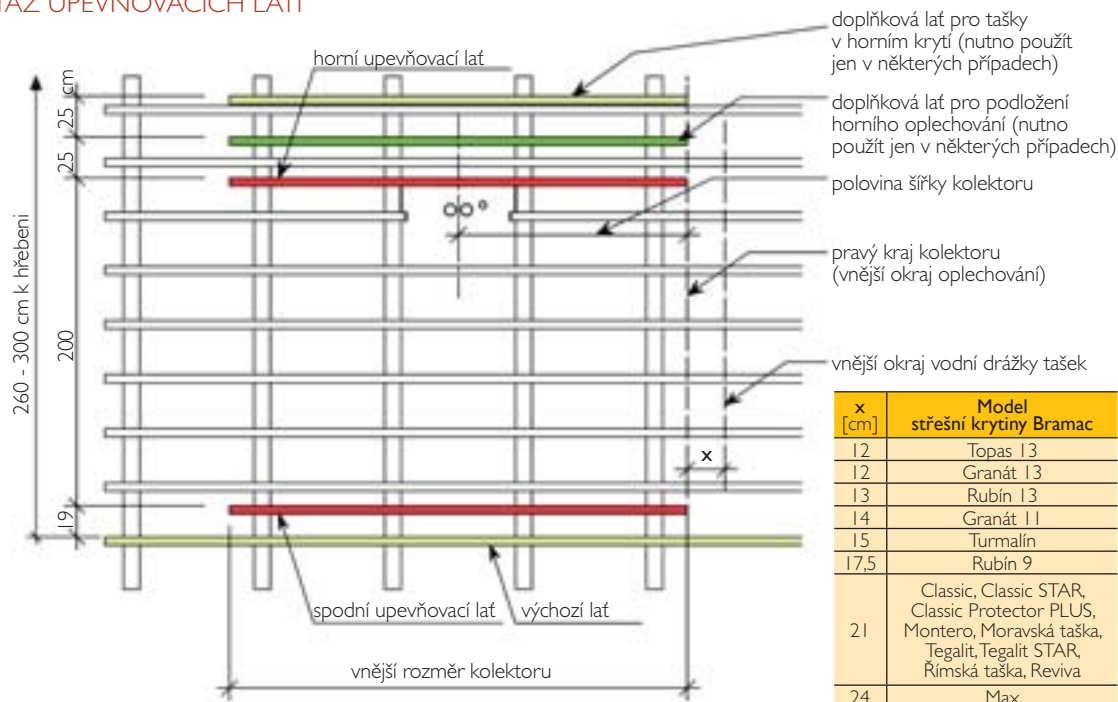 TÁŽ UPEVŇOVACÍCH LATÍ
doplňková lať pro tašky
v horním krytí (nutno použít
jen v některých případech)
horní upevňovací lať
doplňková lať pro podložení
horního oplechování (nutno
použít jen v některých případech)
polovina šířky kolektoru
pravý kraj kolektoru
(vnější okraj oplechování)
vnější okraj vodní drážky tašek
25 cm
25
200
19
260 - 300 cm k hřebeni
x
spodní upevňovací lať
výchozí lať
vnější rozměr kolektoru
x [cm] Model střešní krytiny Bramac
12 Topas 13
12 Granát 13
13 Rubín 13
14 Granát 11
15 Turmalín
17,5 Rubín 9
21 Classic, Classic STAR,
Classic Protector PLUS,
Montero, Moravská taška,
Tegalit, Tegalit STAR,
Římská taška, Reviva
24 Max